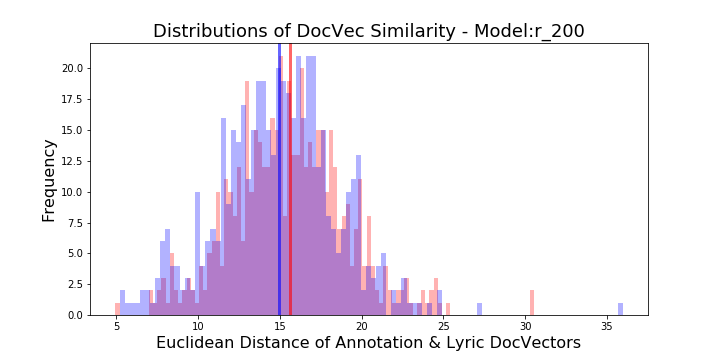 Distributions of DocVec Similarity - Model:r_200
Frequency
20.0
17.5
15.0
12.5
10.0
7.5
5.0
2.5
0.0
5 10 15 20 25 30 35
Euclidean Distance of Annotation & Lyric DocVectors